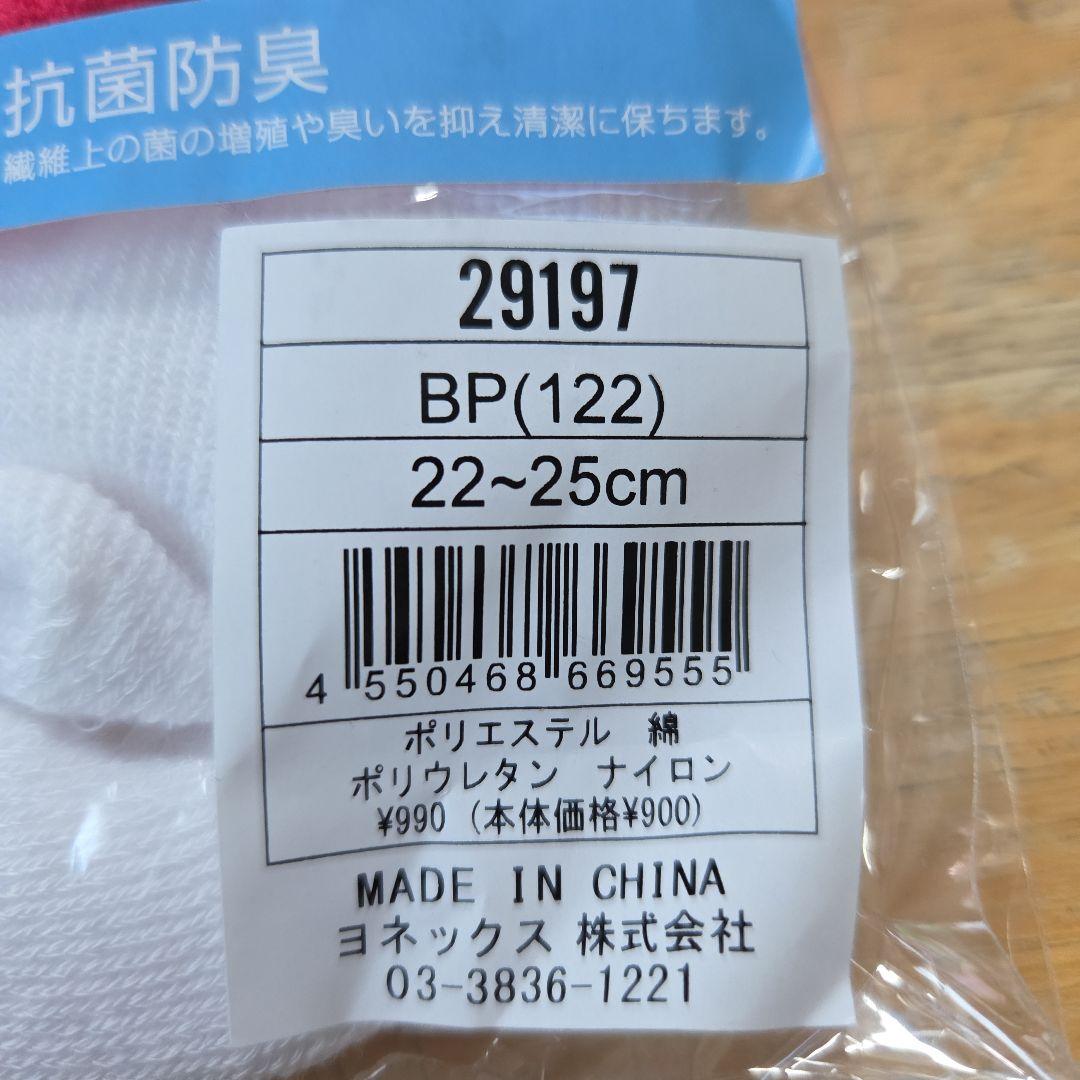 抗菌防臭
繊維上の菌の増殖や臭いを抑え清潔に保ちます。
29197
BP(122)
22~25cm
4 550468 669555
ポリエステル 綿
ポリウレタン ナイロン
¥990 (本体価格¥900)
MADE IN CHINA
ヨネックス 株式会社
03-3836-1221